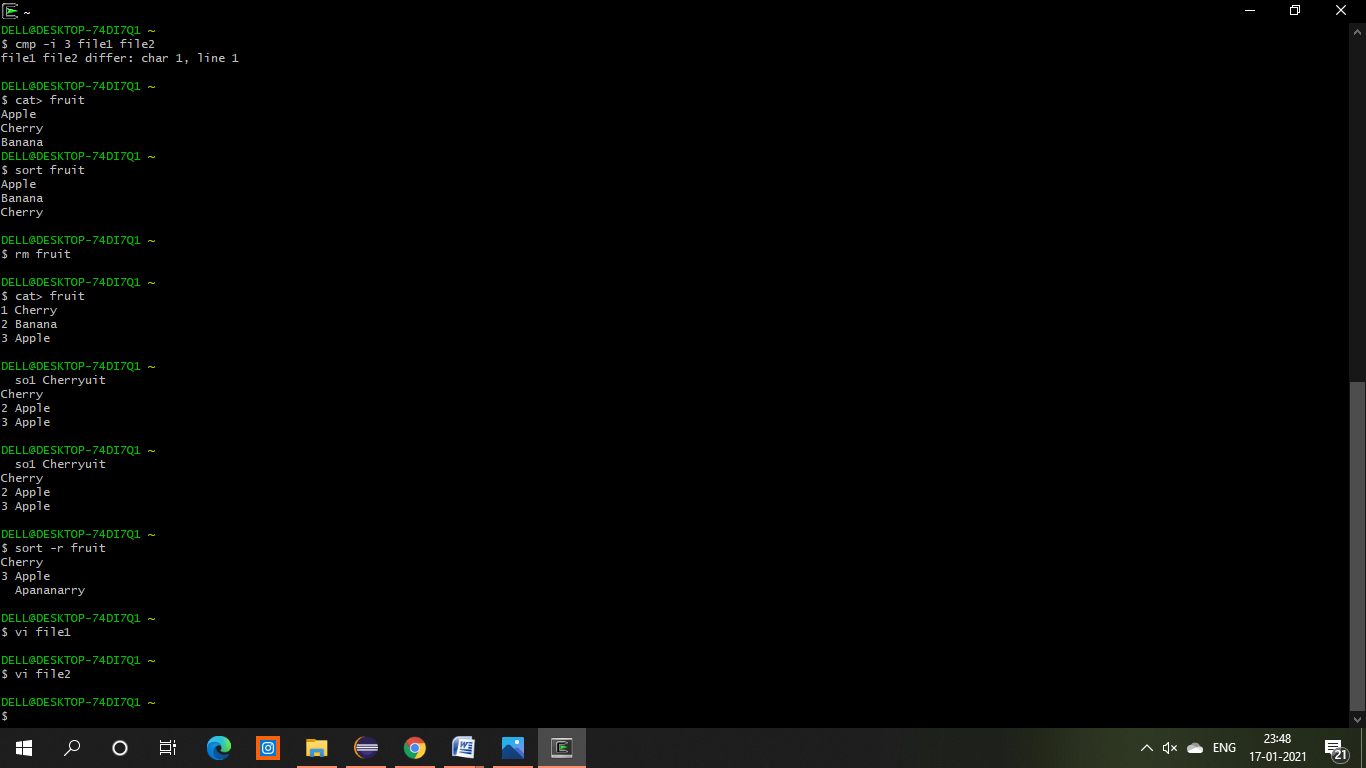 ~
DELL@DESKTOP-74DI7Q1 ~
$ cmp -i 3 file1 file2
file1 file2 differ: char 1, line 1
DELL@DESKTOP-74DI7Q1 ~
$ cat> fruit
Apple
Cherry
Banana
DELL@DESKTOP-74DI7Q1 ~
$ sort fruit
Apple
Banana
Cherry
DELL@DESKTOP-74DI7Q1 ~
$ rm fruit
DELL@DESKTOP-74DI7Q1 ~
$ cat> fruit
1 Cherry
2 Banana
3 Apple
DELL@DESKTOP-74DI7Q1 ~
so1 Cherryuit
Cherry
2 Apple
3 Apple
DELL@DESKTOP-74DI7Q1 ~
so1 Cherryuit
Cherry
2 Apple
3 Apple
DELL@DESKTOP-74DI7Q1 ~
$ sort -r fruit
Cherry
3 Apple
Apananarry
DELL@DESKTOP-74DI7Q1 ~
$ vi file1
DELL@DESKTOP-74DI7Q1 ~
$ vi file2
DELL@DESKTOP-74DI7Q1 ~
$
ENG
23:48
17-01-2021
21